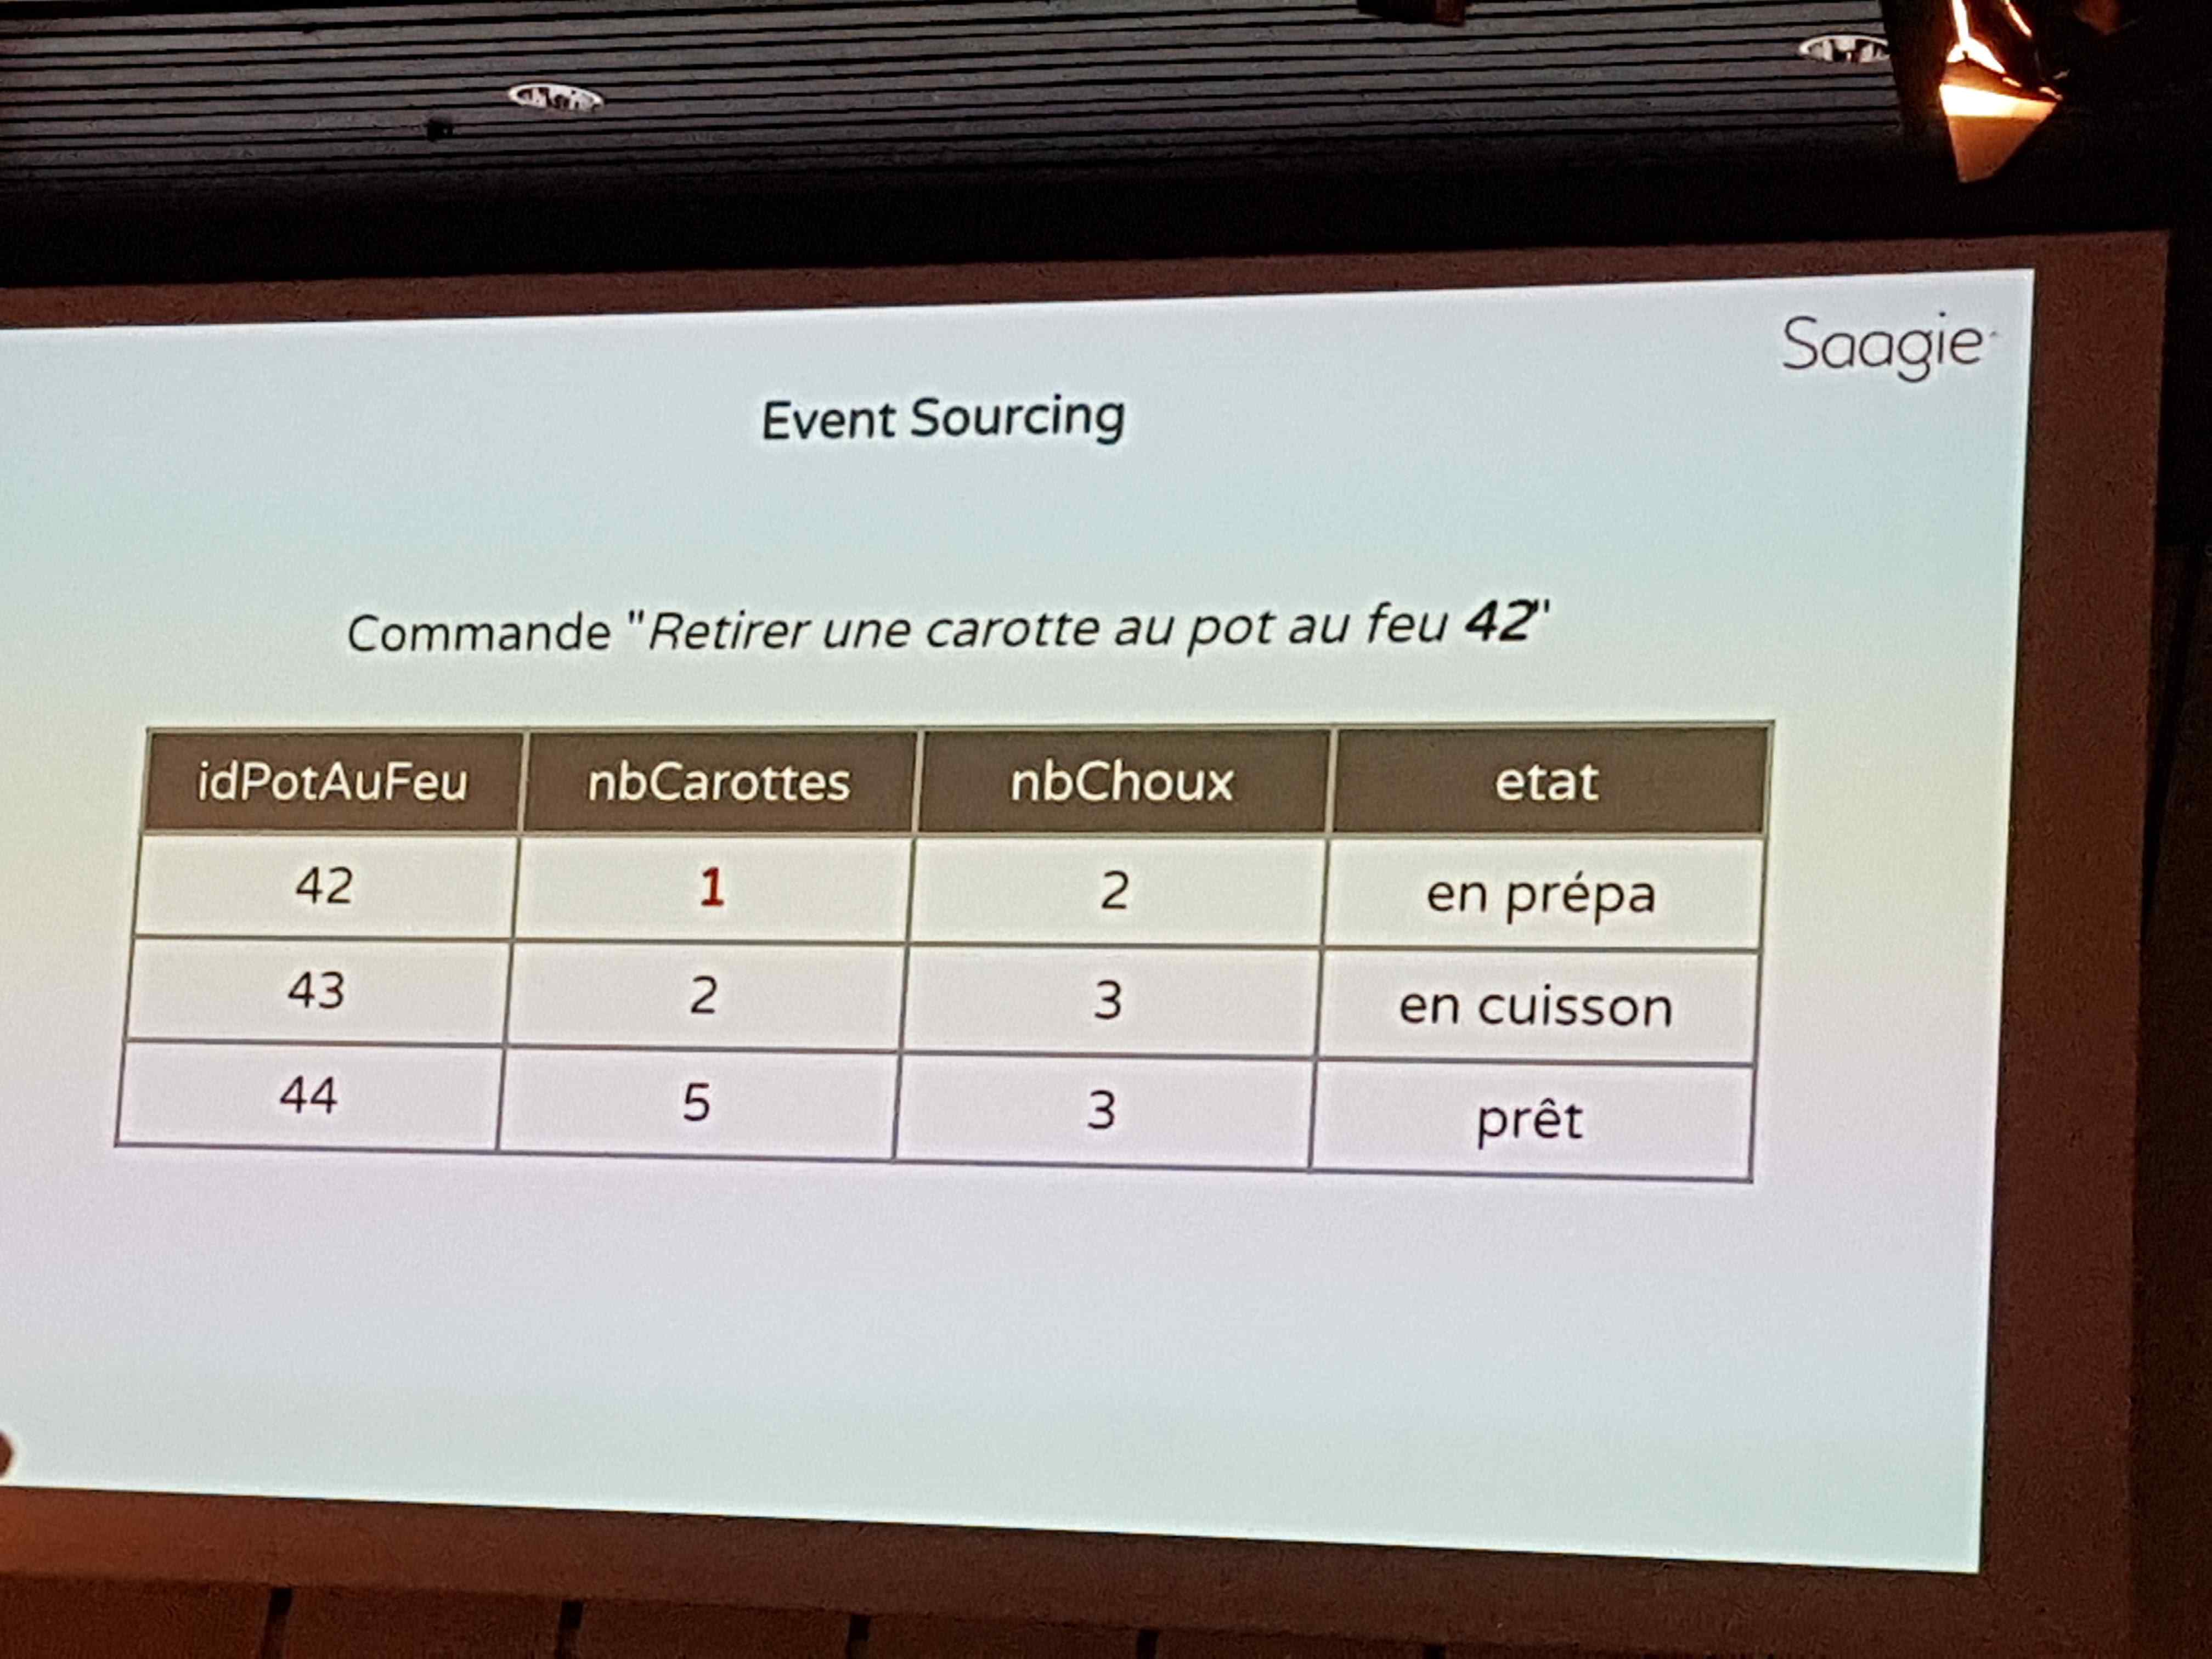 Saagie
Event Sourcing
Commande "Retirer une carotte au pot au feu 42"
idPotAuFeu nbCarottes nbChoux etat
42 1 2 en prépa
43 2 3 en cuisson
44 5 3 prêt